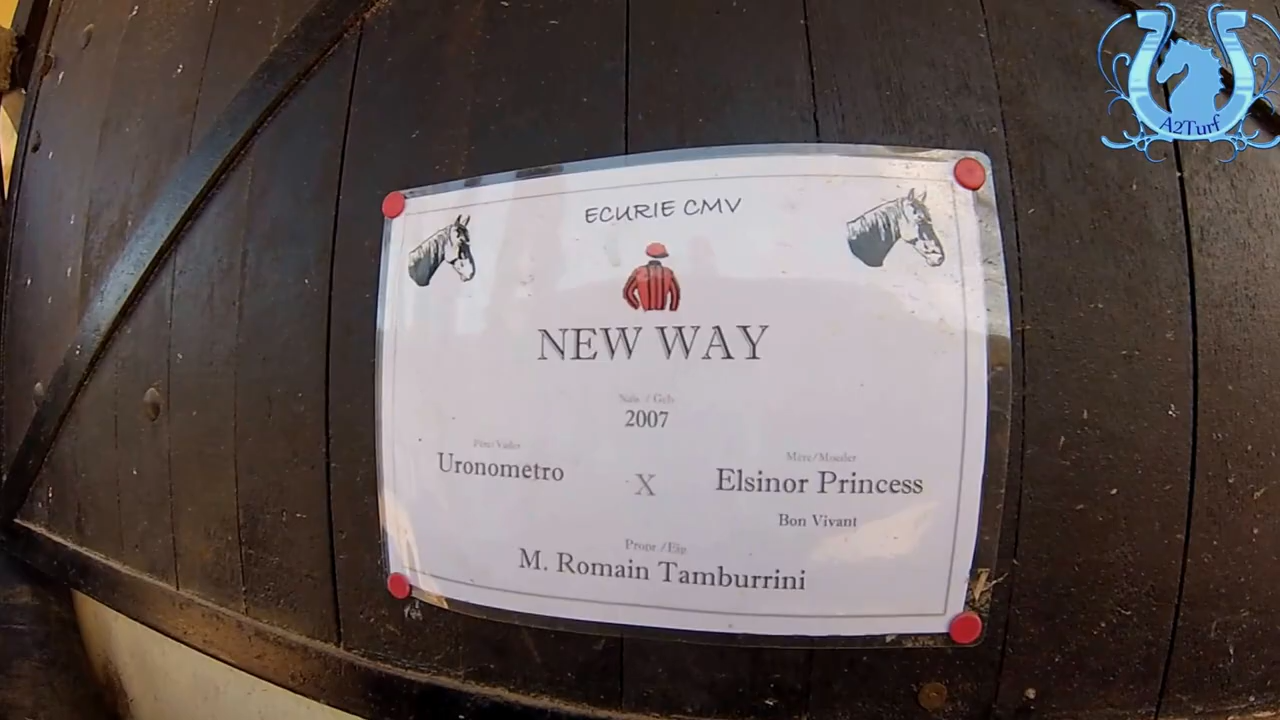 A2Turf
ECURIE CMV
NEW WAY
Nais. / Geb.
2007
Père/Vader
Uronometro
X
Mère/Moeder
Elsinor Princess
Bon Vivant
Propr./Eig.
M. Romain Tamburrini